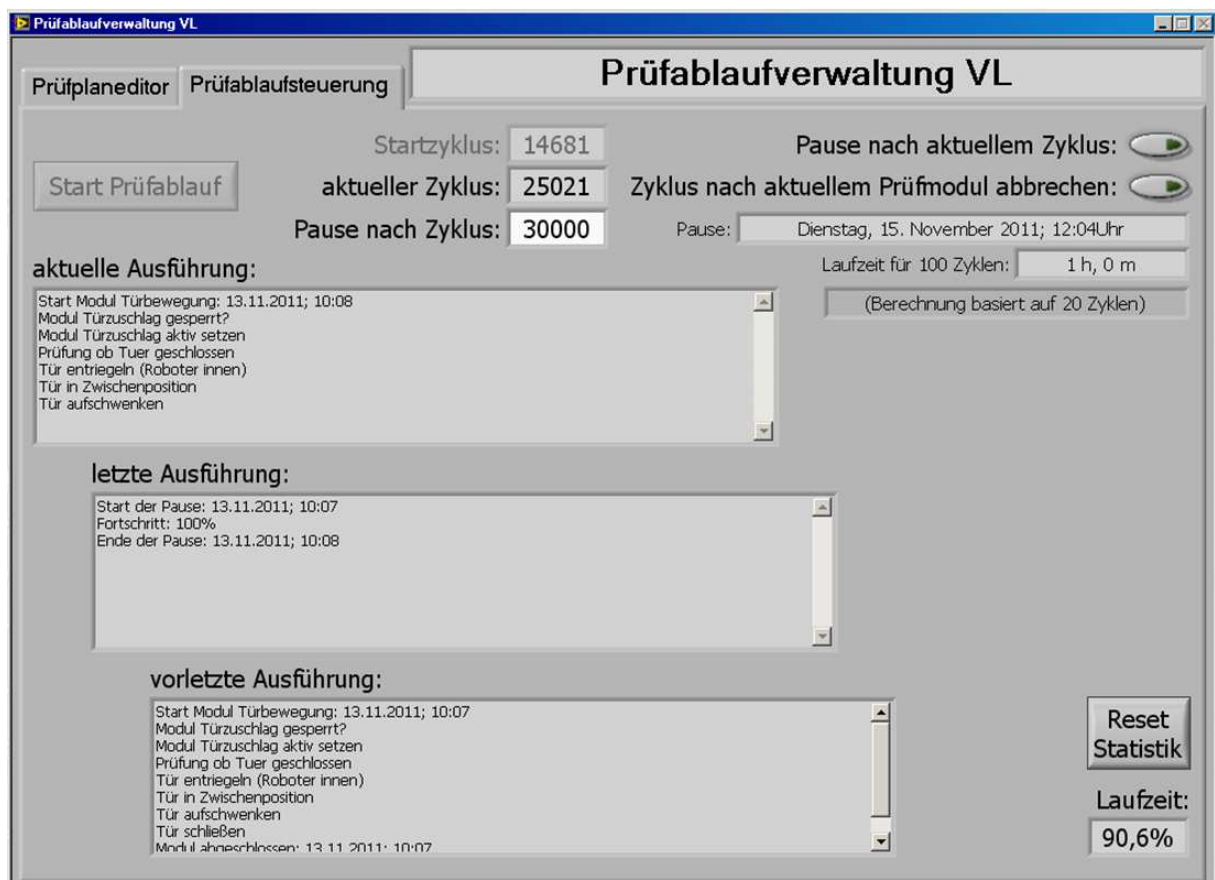 Prüfablaufverwaltung VL
Prüfplaneditor
Prüfablaufsteuerung
Prüfablaufverwaltung VL
Start Prüfablauf
Startzyklus: 14681
aktueller Zyklus: 25021
Pause nach Zyklus: 30000
Pause nach aktuellem Zyklus:
Zyklus nach aktuellem Prüfmodul abbrechen:
Pause: Dienstag, 15. November 2011; 12:04Uhr
Laufzeit für 100 Zyklen: 1 h, 0 m
(Berechnung basiert auf 20 Zyklen)
aktuelle Ausführung:
Start Modul Türbewegung: 13.11.2011; 10:08
Modul Türzuschlag gesperrt?
Modul Türzuschlag aktiv setzen
Prüfung ob Tuer geschlossen
Tür entriegeln (Roboter innen)
Tür in Zwischenposition
Tür aufschwenken
letzte Ausführung:
Start der Pause: 13.11.2011; 10:07
Fortschritt: 100%
Ende der Pause: 13.11.2011; 10:08
vorletzte Ausführung:
Start Modul Türbewegung: 13.11.2011; 10:07
Modul Türzuschlag gesperrt?
Modul Türzuschlag aktiv setzen
Prüfung ob Tuer geschlossen
Tür entriegeln (Roboter innen)
Tür in Zwischenposition
Tür aufschwenken
Tür schließen
Modul abgeschlossen: 13.11.2011; 10:07
Reset
Statistik
Laufzeit:
90,6%